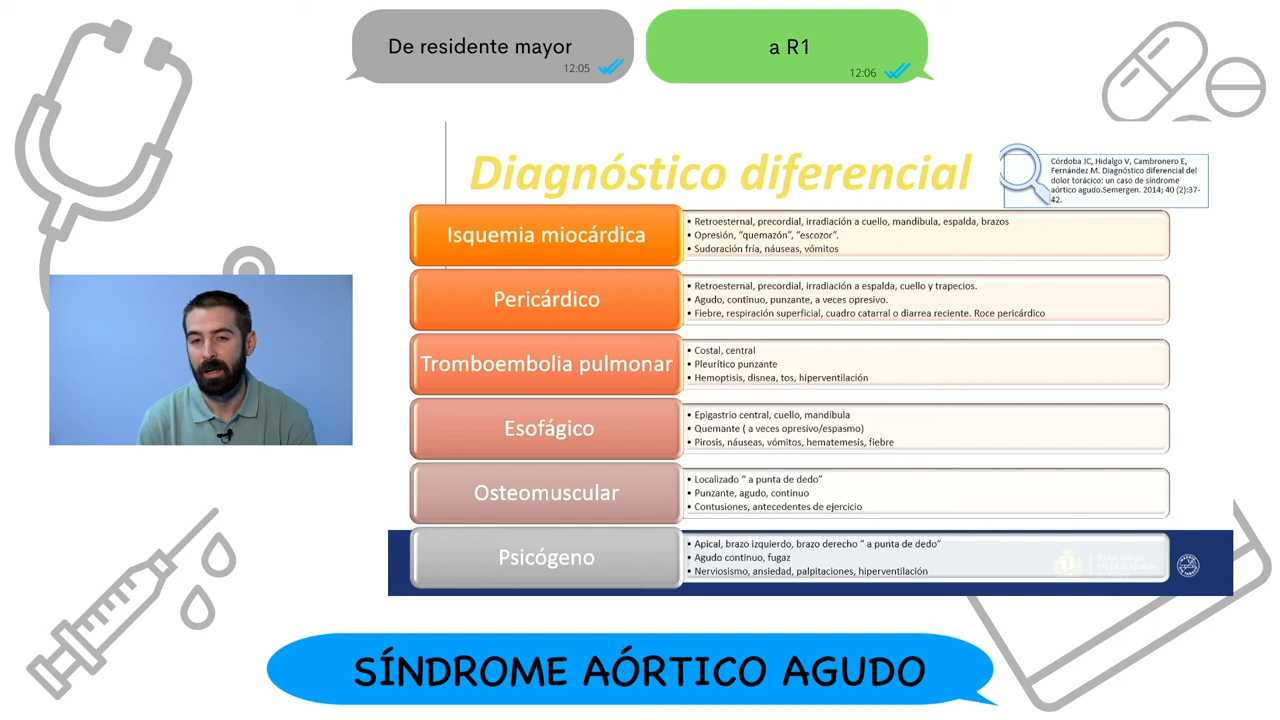 De residente mayor
12:05
a R1
12:06
Diagnóstico diferencial
Córdoba JC, Hidalgo V, Cambronero E,
Fernández M. Diagnóstico diferencial del
dolor torácico: un caso de síndrome
aórtico agudo.Semergen. 2014; 40 (2):37-
42.
Isquemia miocárdica
• Retroesternal, precordial, irradiación a cuello, mandíbula, espalda, brazos
• Opresión, “quemazón”, “escozor”.
• Sudoración fría, náuseas, vómitos
Pericárdico
• Retroesternal, precordial, irradiación a espalda, cuello y trapecios.
• Agudo, continuo, punzante, a veces opresivo.
• Fiebre, respiración superficial, cuadro catarral o diarrea reciente. Roce pericárdico
Tromboembolia pulmonar
• Costal, central
• Pleurítico punzante
• Hemoptisis, disnea, tos, hiperventilación
Esofágico
• Epigastrio central, cuello, mandíbula
• Quemante ( a veces opresivo/espasmo)
• Pirosis, náuseas, vómitos, hematemesis, fiebre
Osteomuscular
• Localizado “ a punta de dedo”
• Punzante, agudo, continuo
• Contusiones, antecedentes de ejercicio
Psicógeno
• Apical, brazo izquierdo, brazo derecho “ a punta de dedo”
• Agudo continuo, fugaz
• Nerviosismo, ansiedad, palpitaciones, hiperventilación
SÍNDROME AÓRTICO AGUDO